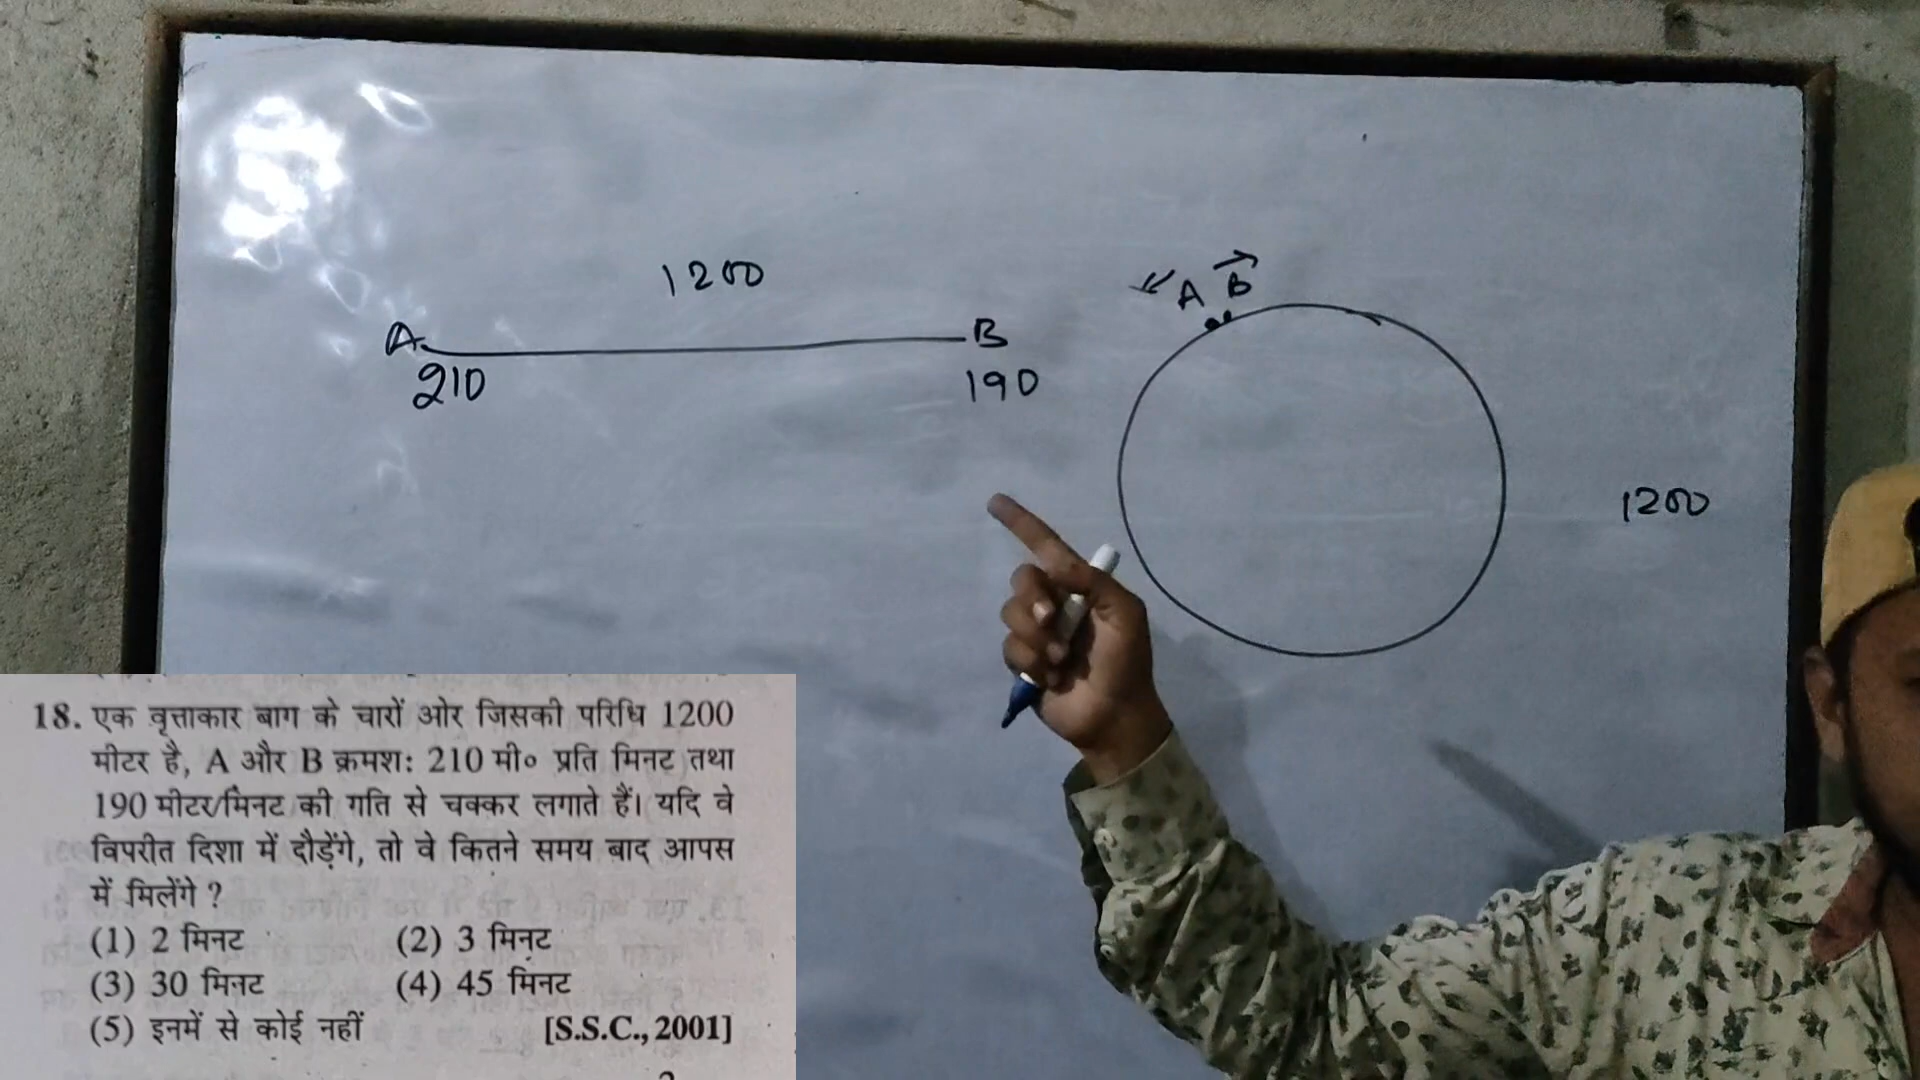 1200
A
B
210
190
A B
1200
18. एक वृत्ताकार बाग के चारों ओर जिसकी परिधि 1200
मीटर है, A और B क्रमश: 210 मी० प्रति मिनट तथा
190 मीटर/मिनट की गति से चक्कर लगाते हैं। यदि वे
विपरीत दिशा में दौड़ेंगे, तो वे कितने समय बाद आपस
में मिलेंगे ?
(1) 2 मिनट (2) 3 मिनट
(3) 30 मिनट (4) 45 मिनट
(5) इनमें से कोई नहीं [S.S.C., 2001]